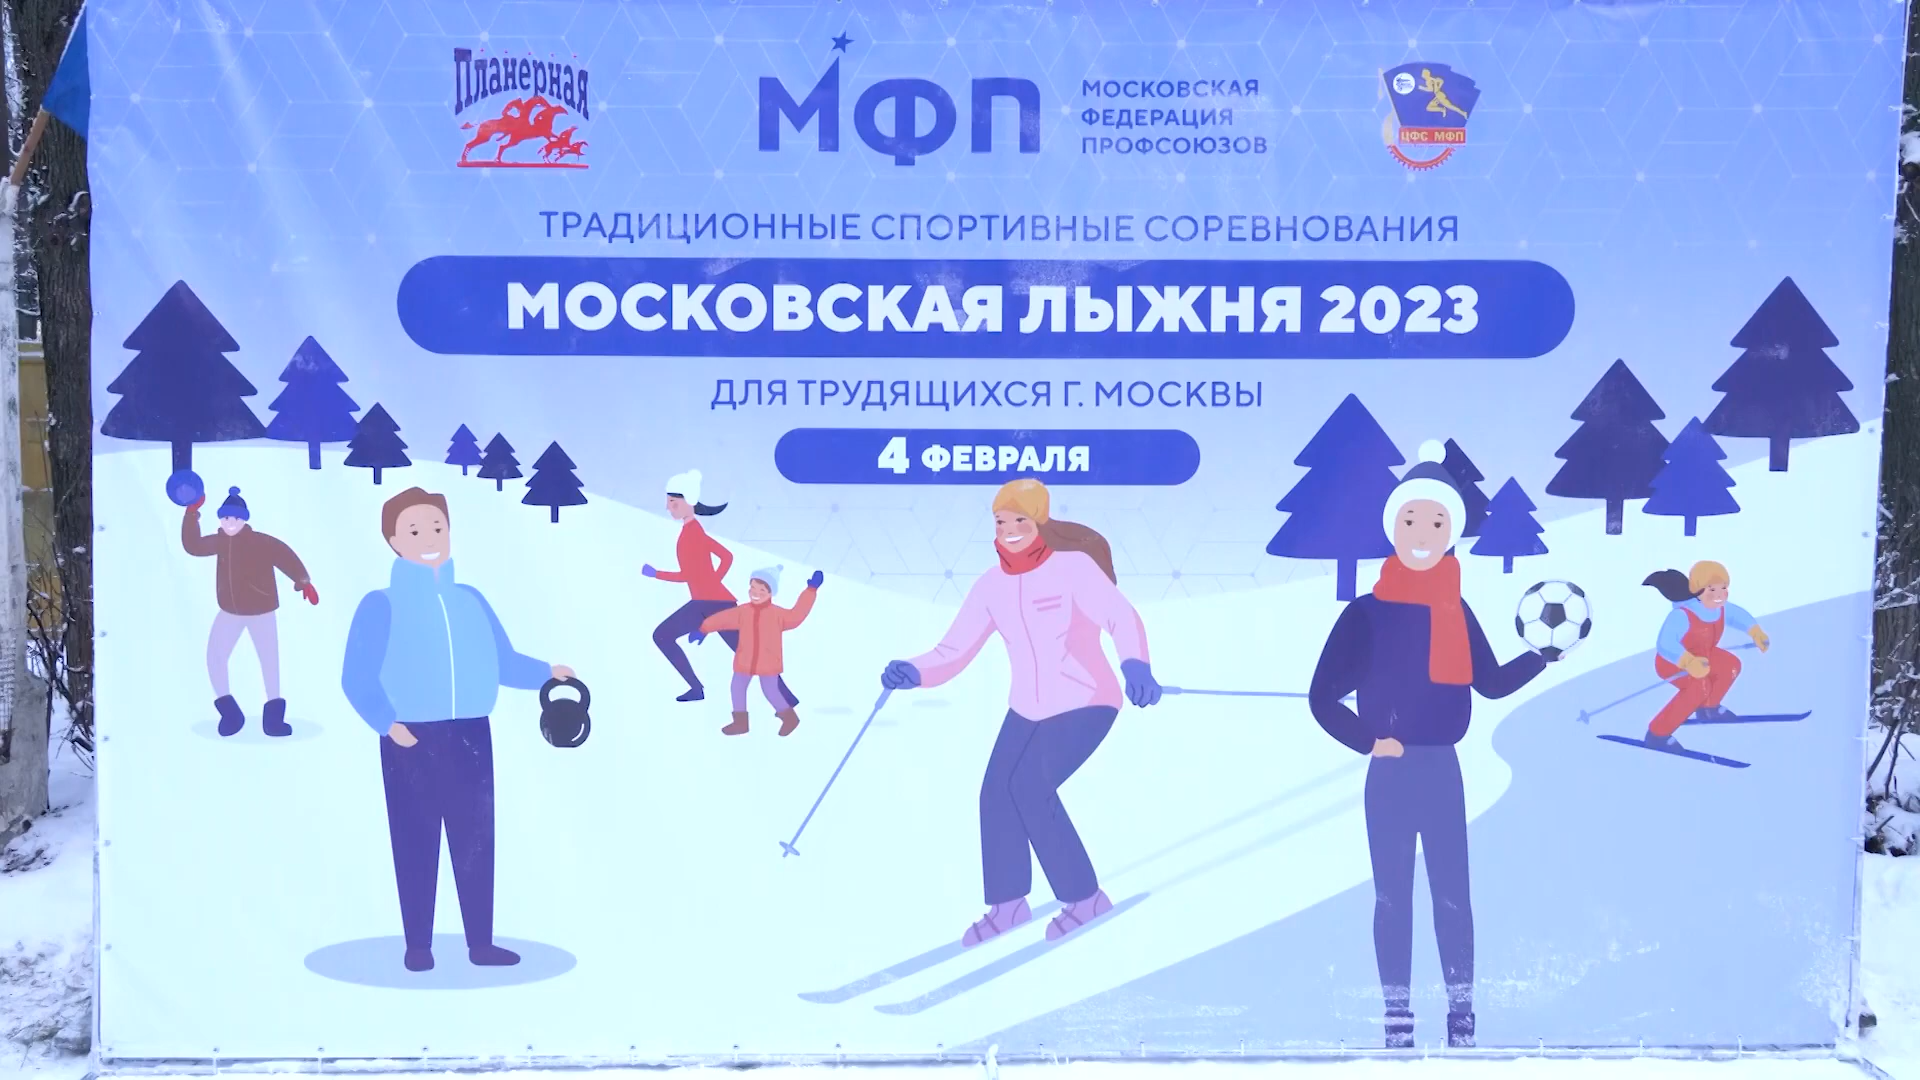 Планерная
МФП
МОСКОВСКАЯ
ФЕДЕРАЦИЯ
ПРОФСОЮЗОВ
ЦФС МФП
ТРАДИЦИОННЫЕ СПОРТИВНЫЕ СОРЕВНОВАНИЯ
МОСКОВСКАЯ ЛЫЖНЯ 2023
ДЛЯ ТРУДЯЩИХСЯ Г. МОСКВЫ
4 ФЕВРАЛЯ